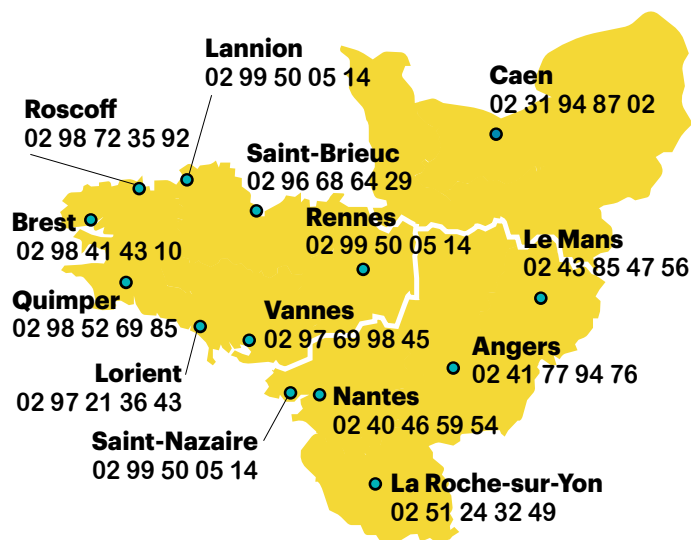 Lannion
02 99 50 05 14
Caen
02 31 94 87 02
Roscoff
02 98 72 35 92
Saint-Brieuc
02 96 68 64 29
Brest
02 98 41 43 10
Rennes
02 99 50 05 14
Le Mans
02 43 85 47 56
Quimper
02 98 52 69 85
Vannes
02 97 69 98 45
Angers
02 41 77 94 76
Lorient
02 97 21 36 43
Nantes
02 40 46 59 54
Saint-Nazaire
02 99 50 05 14
La Roche-sur-Yon
02 51 24 32 49